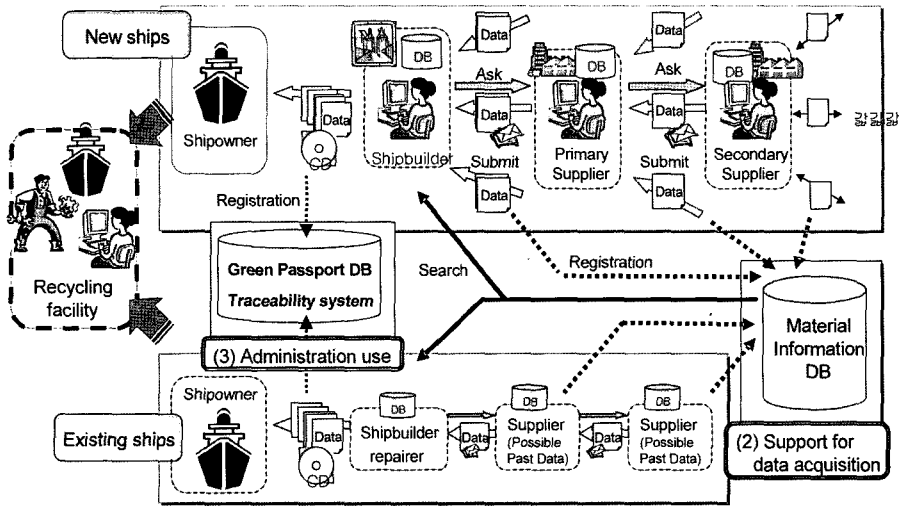 New ships
Shipowner
Data
CD
DB
Shipbuilder
Data
Ask
Data
Submit
Data
DB
Primary
Supplier
Data
Ask
Data
Submit
Data
DB
Secondary
Supplier
Registration
Recycling
facility
Green Passport DB
Traceability system
(3) Administration use
Search
Registration
Material
Information
DB
(2) Support for
data acquisition
Existing ships
Shipowner
Data
CD
DB
Shipbuilder
repairer
Data
DB
Supplier
(Possible
Past Data)
Data
DB
Supplier
(Possible
Past Data)